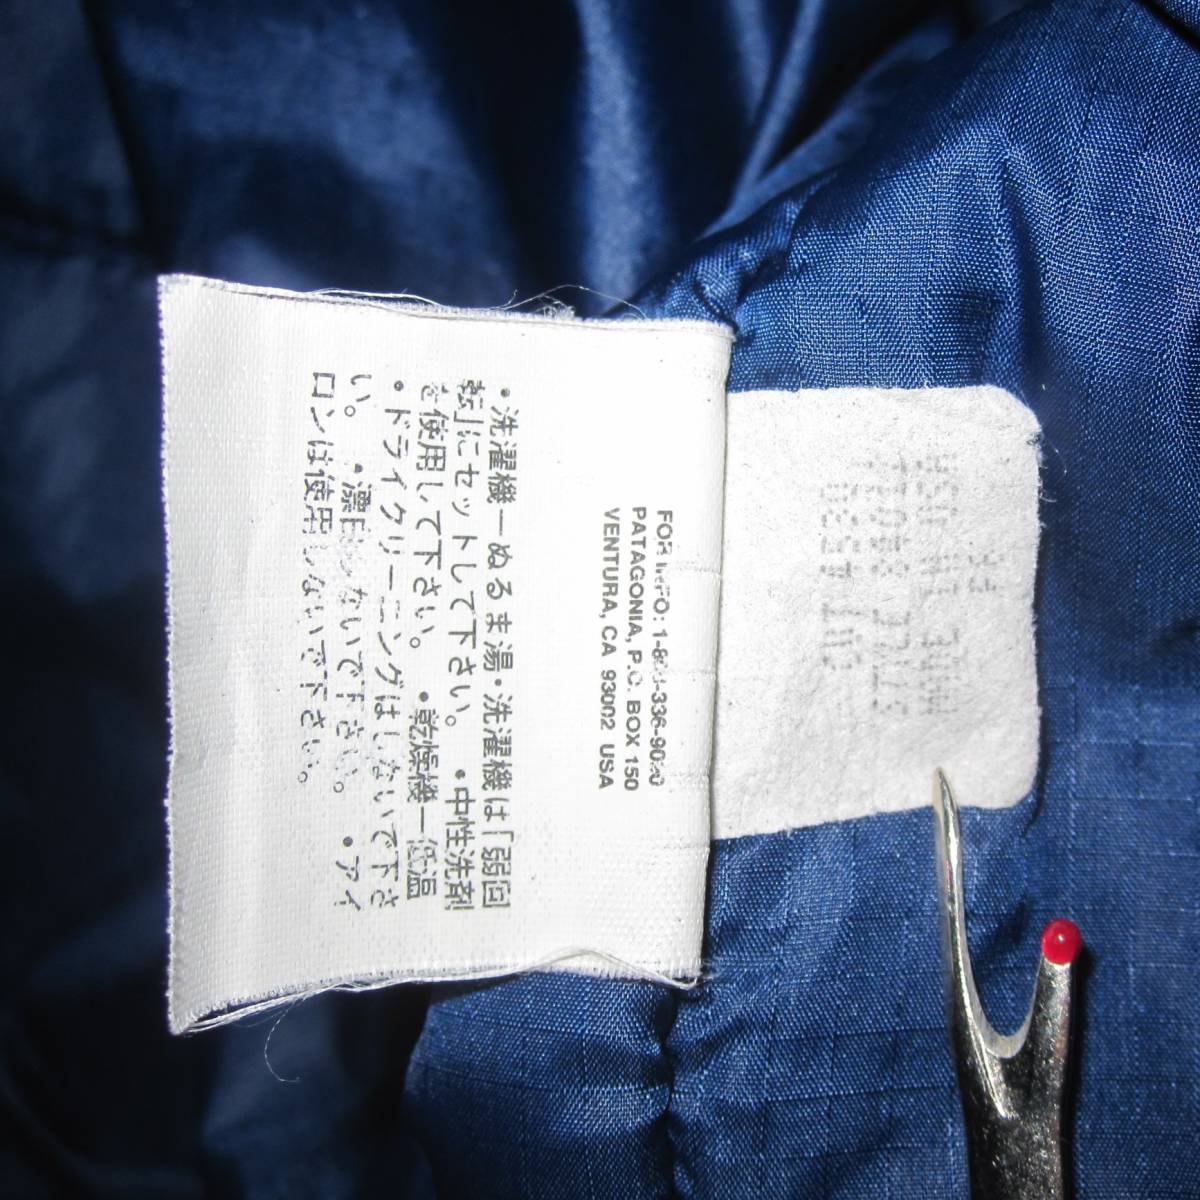 FOR INFO: 1-800-336-9090
PATAGONIA, P.O. BOX 150
VENTURA, CA 93002 USA
・洗濯機ーぬるま湯・洗濯機は「弱回
転」にセットして下さい。 ・中性洗剤
を使用して下さい。 ・乾燥機ー低温
・ドライクリーニングはしないで下さ
い。 ・漂白しないで下さい。 ・アイ
ロンは使用しないで下さい。